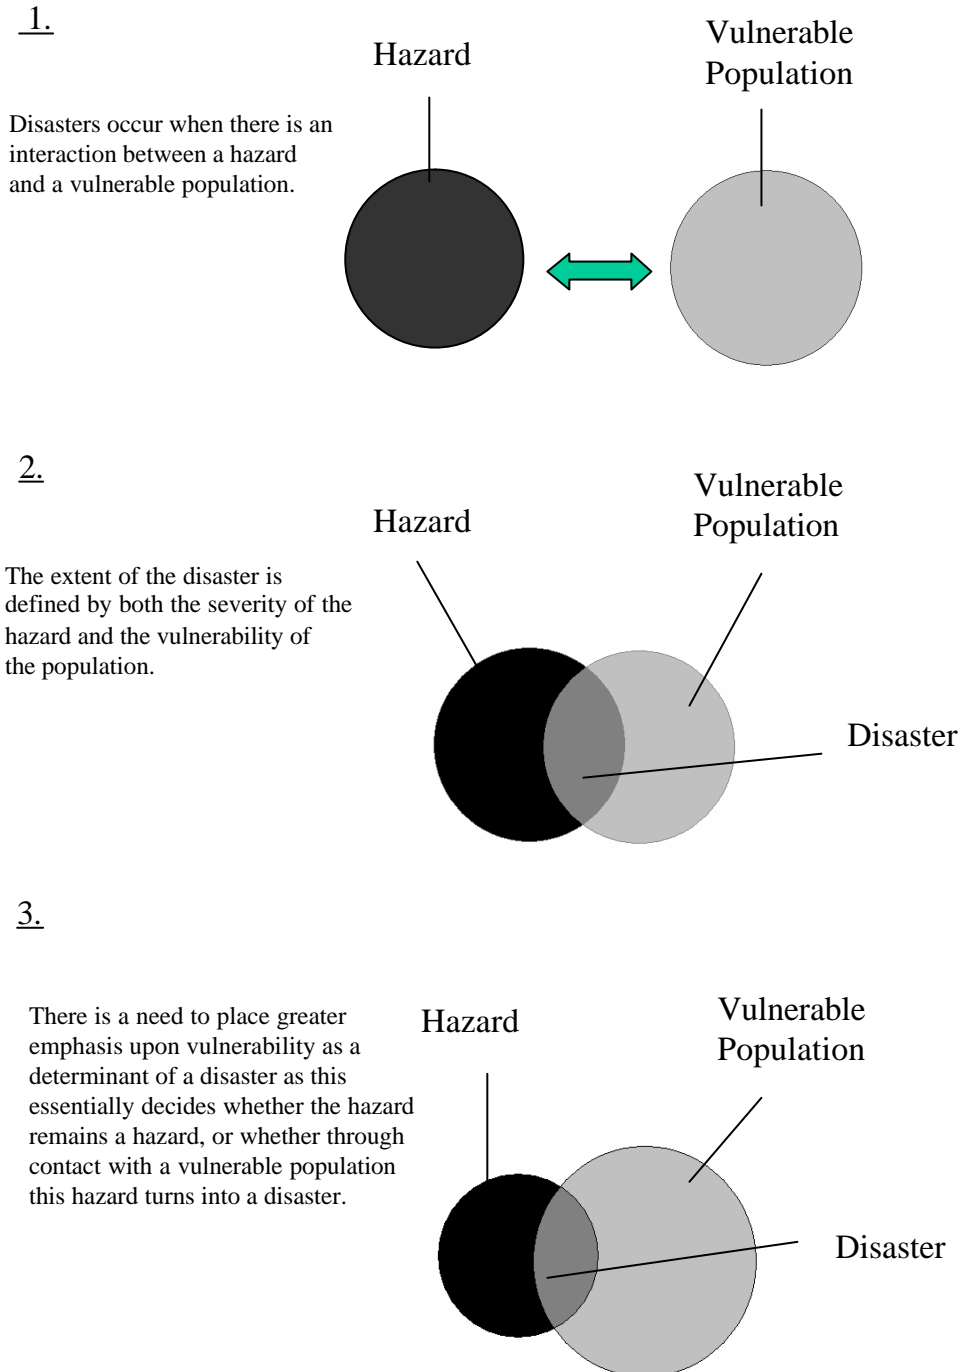 1.
Hazard
Vulnerable
Population
Disasters occur when there is an
interaction between a hazard
and a vulnerable population.
2.
Hazard
Vulnerable
Population
The extent of the disaster is
defined by both the severity of the
hazard and the vulnerability of
the population.
Disaster
3.
There is a need to place greater
emphasis upon vulnerability as a
determinant of a disaster as this
essentially decides whether the hazard
remains a hazard, or whether through
contact with a vulnerable population
this hazard turns into a disaster.
Hazard
Vulnerable
Population
Disaster